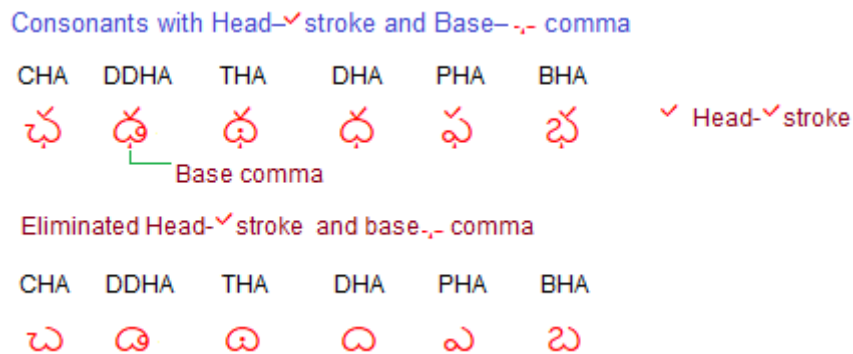 Consonants with Head–✓stroke and Base– -,- comma
CHA DDHA THA DHA PHA BHA
ఛ ఢ థ ధ ఫ భ ✓ Head-✓stroke
Base comma
Eliminated Head-✓stroke and base-,- comma
CHA DDHA THA DHA PHA BHA